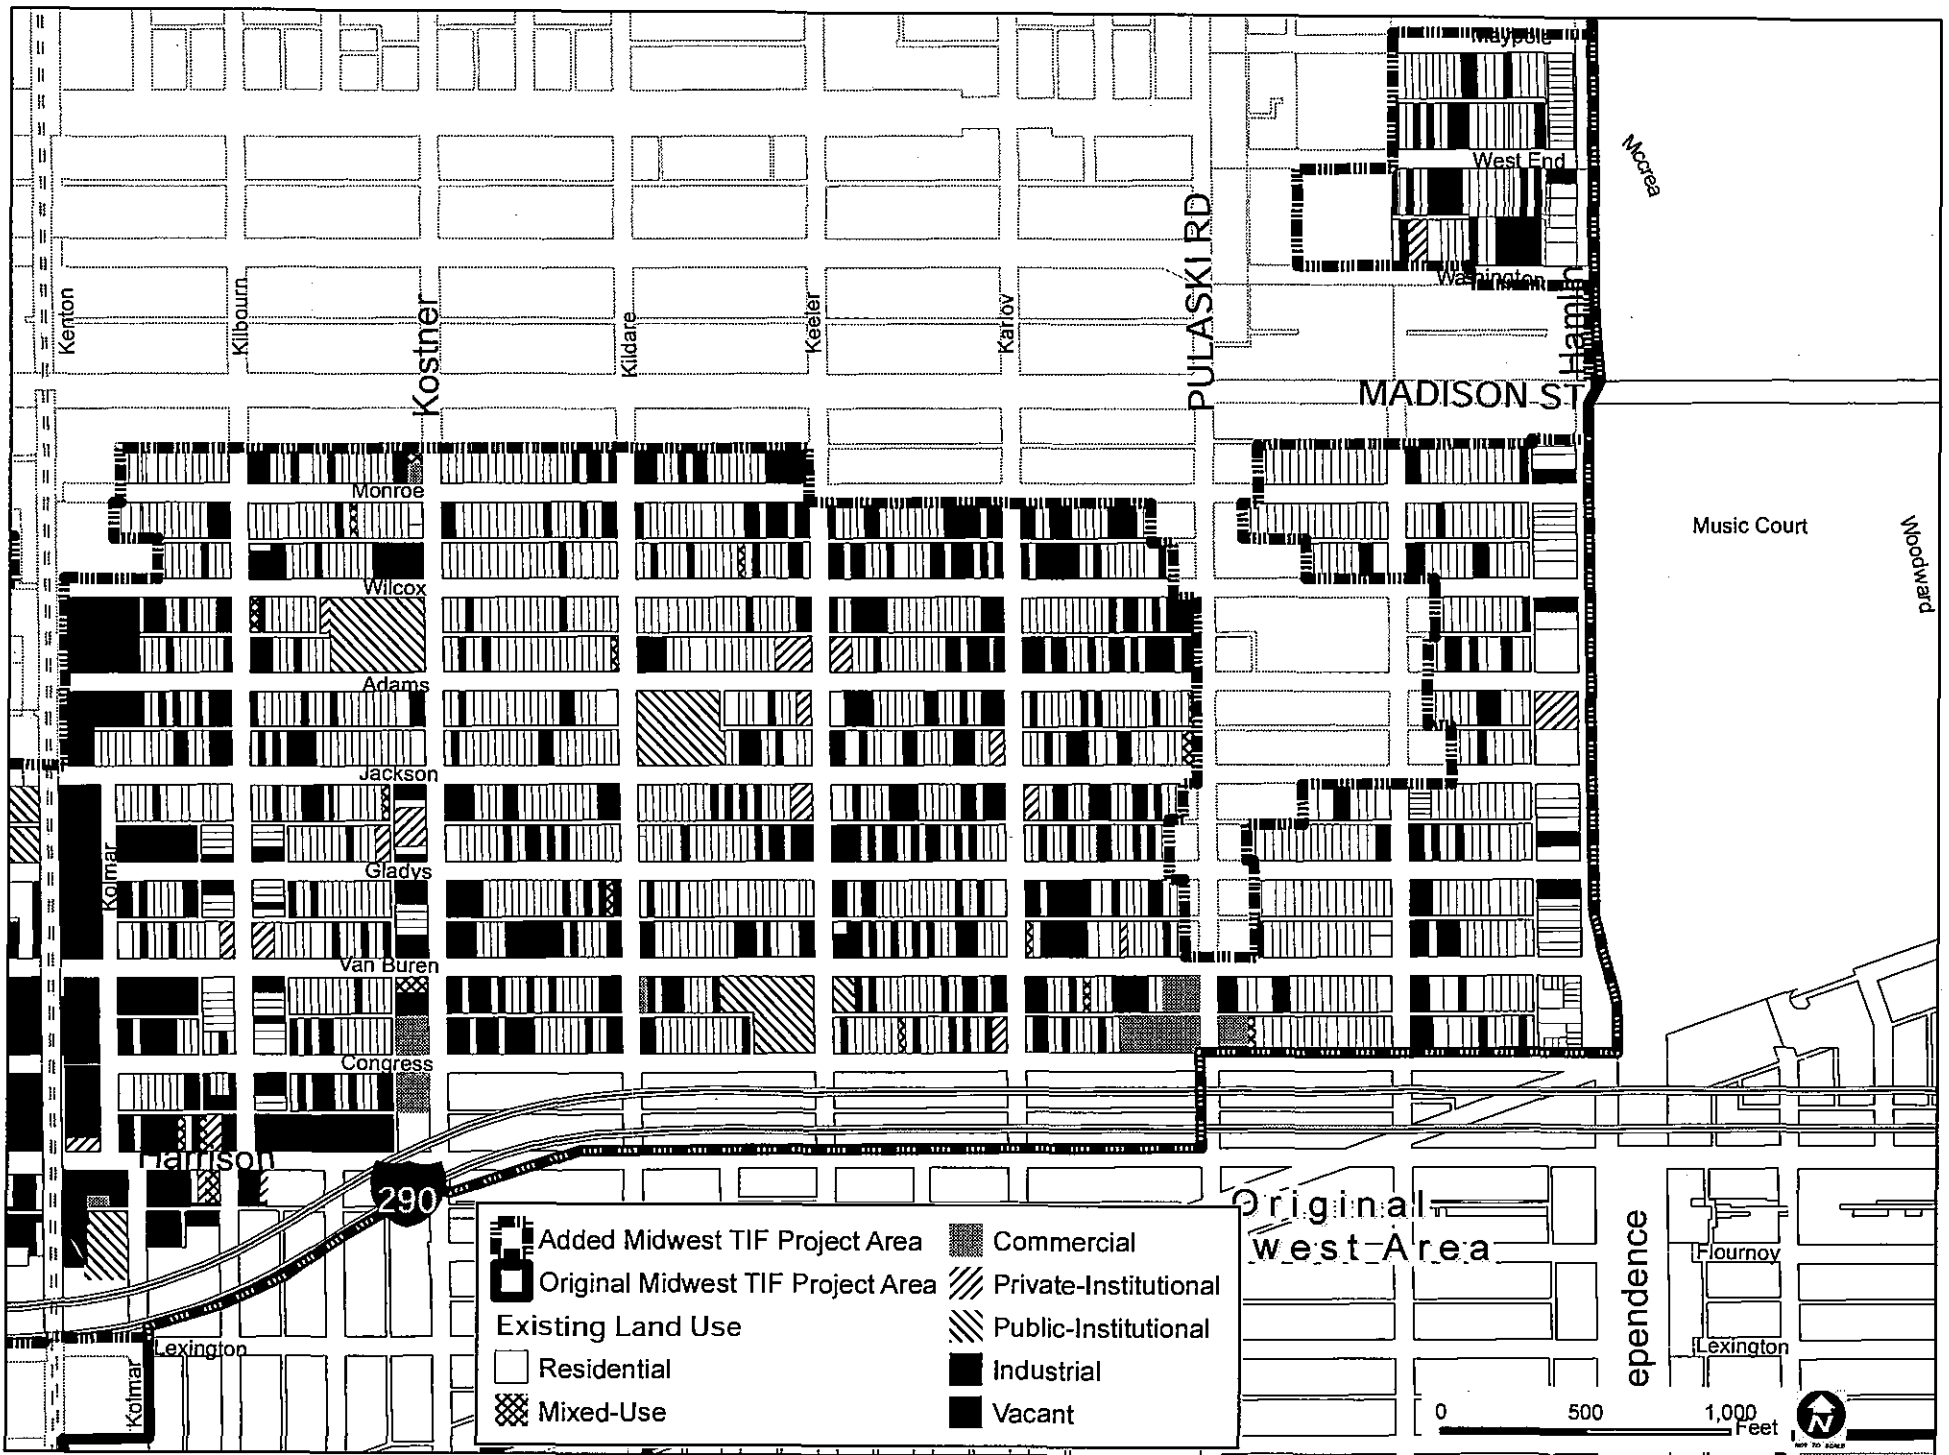 Maypole
West End
Mccrea
Washington
Hamlin
PULASKI RD
Kenton
Kilbourn
Kostner
Kildare
Keeler
Karlov
MADISON ST
Monroe
Music Court
Woodward
Wilcox
Adams
Jackson
Kolmar
Gladys
Van Buren
Congress
Harrison
290
Original
west Area
ependence
Flournoy
Lexington
Lexington
Kolmar
Added Midwest TIF Project Area
Original Midwest TIF Project Area
Existing Land Use
Residential
Mixed-Use
Commercial
Private-Institutional
Public-Institutional
Industrial
Vacant
0 500 1,000
Feet
N
NOT TO SCALE